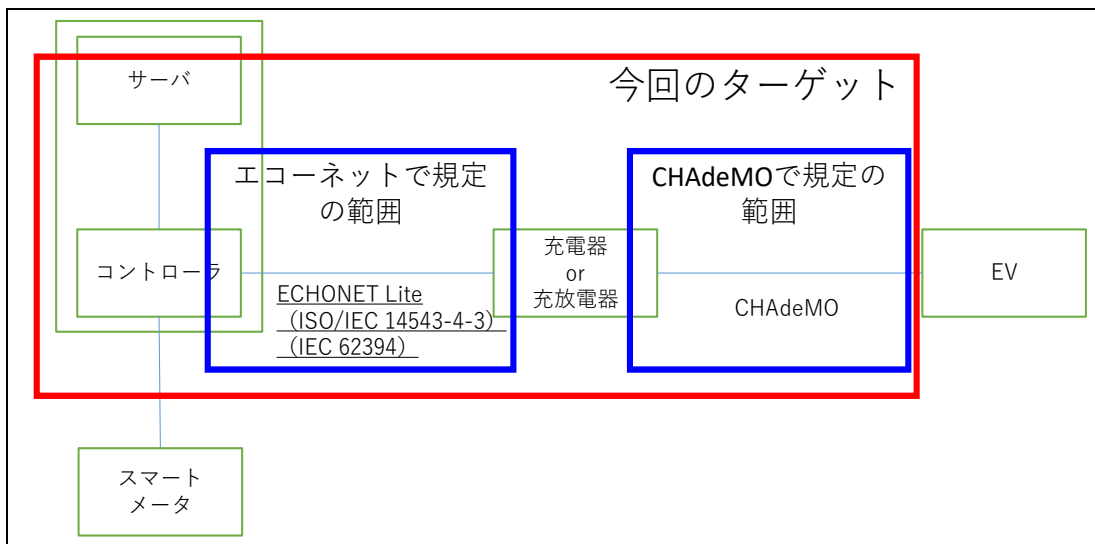 サーバ
今回のターゲット
エコーネットで規定
の範囲
CHAdeMOで規定の
範囲
コントローラ
充電器
or
充放電器
EV
ECHONET Lite
（ISO/IEC 14543-4-3）
（IEC 62394）
CHAdeMO
スマート
メータ